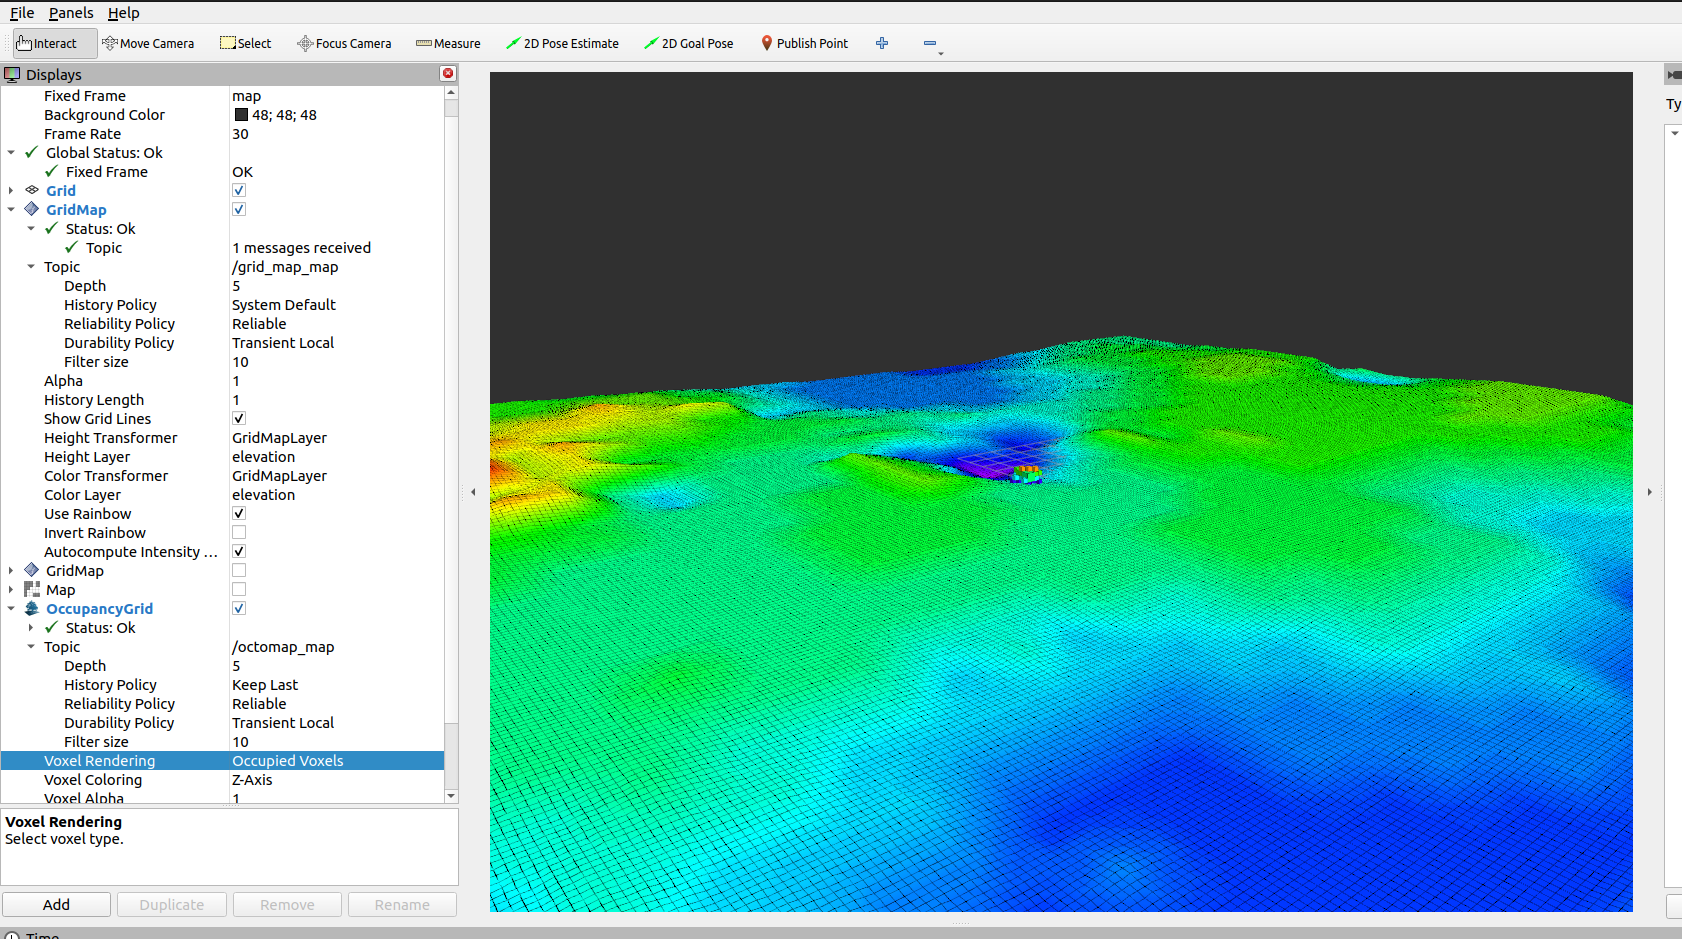 File Panels Help
Interact Move Camera Select Focus Camera Measure 2D Pose Estimate 2D Goal Pose Publish Point
Displays
Fixed Frame map
Background Color 48; 48; 48
Frame Rate 30
Global Status: Ok
Fixed Frame OK
Grid
GridMap
Status: Ok
Topic 1 messages received
Topic /grid_map_map
Depth 5
History Policy System Default
Reliability Policy Reliable
Durability Policy Transient Local
Filter size 10
Alpha 1
History Length 1
Show Grid Lines
Height Transformer GridMapLayer
Height Layer elevation
Color Transformer GridMapLayer
Color Layer elevation
Use Rainbow
Invert Rainbow
Autocompute Intensity ...
GridMap
Map
OccupancyGrid
Status: Ok
Topic /octomap_map
Depth 5
History Policy Keep Last
Reliability Policy Reliable
Durability Policy Transient Local
Filter size 10
Voxel Rendering Occupied Voxels
Voxel Coloring Z-Axis
Voxel Alpha 1
Voxel Rendering
Select voxel type.
Add Duplicate Remove Rename
Time
Ty